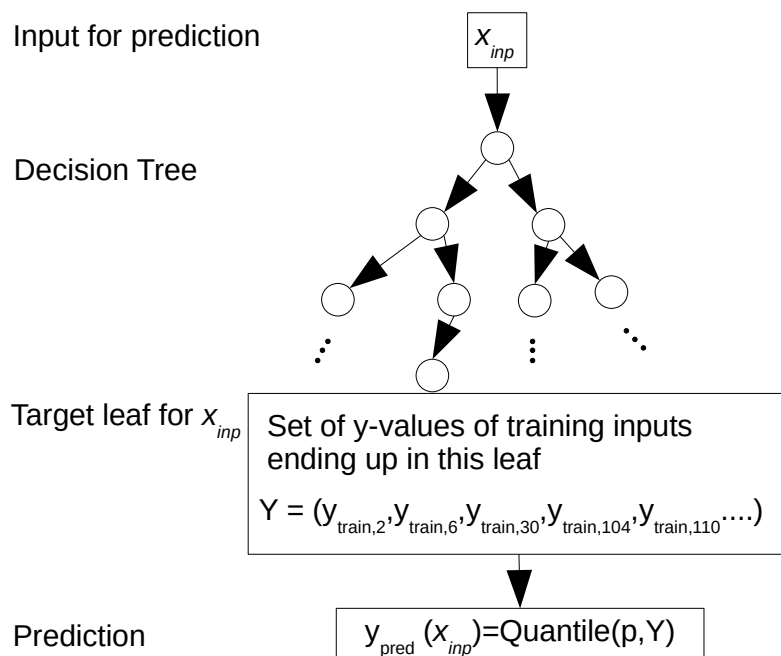 Input for prediction
x_inp
Decision Tree
Target leaf for x_inp
Set of y-values of training inputs
ending up in this leaf
Y = (y_train,2,y_train,6,y_train,30,y_train,104,y_train,110....)
Prediction
y_pred (x_inp)=Quantile(p,Y)